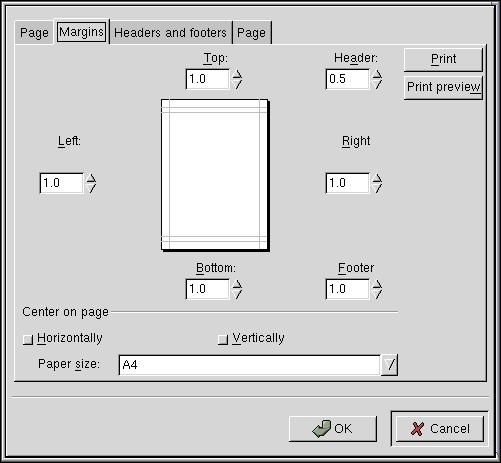 Page Margins Headers and footers Page
Top: Header: Print
1.0 0.5
Print preview
Left: Right
1.0 1.0
Bottom: Footer
1.0 1.0
Center on page
Horizontally Vertically
Paper size: A4
OK Cancel